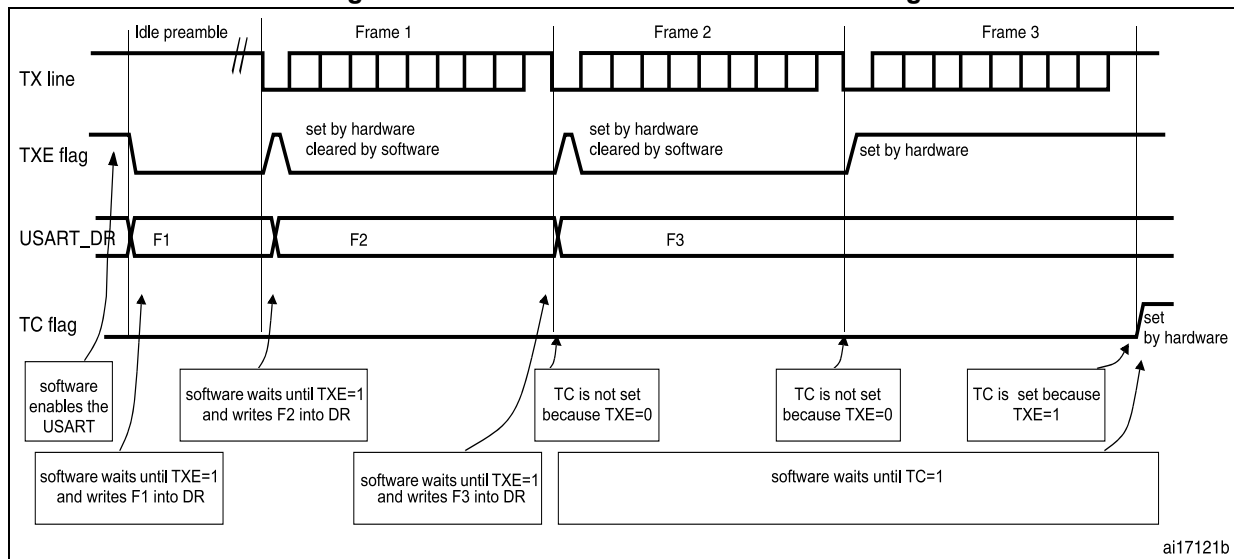 Idle preamble
Frame 1
Frame 2
Frame 3
TX line
TXE flag
set by hardware
cleared by software
set by hardware
cleared by software
set by hardware
USART_DR
F1
F2
F3
TC flag
set
by hardware
software
enables the
USART
software waits until TXE=1
and writes F2 into DR
TC is not set
because TXE=0
TC is not set
because TXE=0
TC is set because
TXE=1
software waits until TXE=1
and writes F1 into DR
software waits until TXE=1
and writes F3 into DR
software waits until TC=1
ai17121b